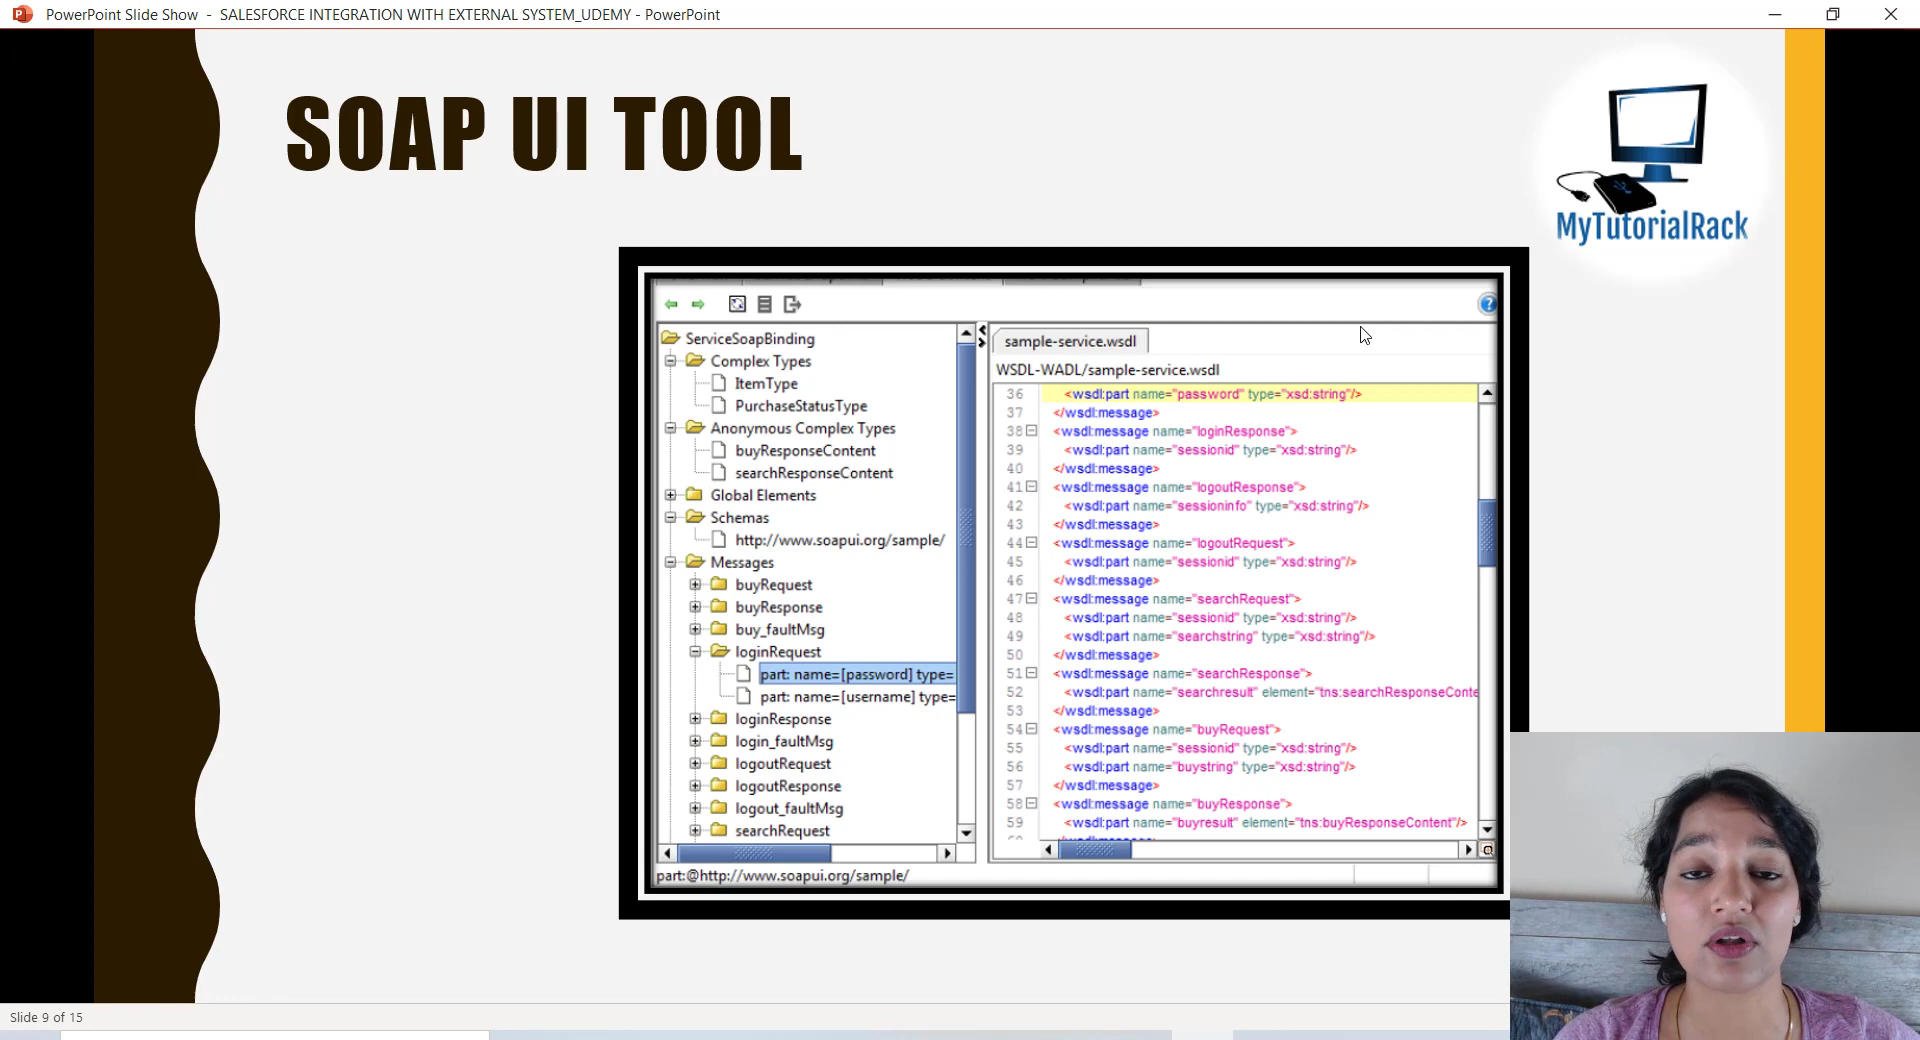 PowerPoint Slide Show - SALESFORCE INTEGRATION WITH EXTERNAL SYSTEM_UDEMY - PowerPoint
SOAP UI TOOL
MyTutorialRack
ServiceSoapBinding
Complex Types
ItemType
PurchaseStatusType
Anonymous Complex Types
buyResponseContent
searchResponseContent
Global Elements
Schemas
http://www.soapui.org/sample/
Messages
buyRequest
buyResponse
buy_faultMsg
loginRequest
part: name=[password] type=
part: name=[username] type=
loginResponse
login_faultMsg
logoutRequest
logoutResponse
logout_faultMsg
searchRequest
part:@http://www.soapui.org/sample/
sample-service.wsdl
WSDL-WADL/sample-service.wsdl
36 <wsdl:part name="password" type="xsd:string"/>
37 </wsdl:message>
38 <wsdl:message name="loginResponse">
39 <wsdl:part name="sessionid" type="xsd:string"/>
40 </wsdl:message>
41 <wsdl:message name="logoutResponse">
42 <wsdl:part name="sessioninfo" type="xsd:string"/>
43 </wsdl:message>
44 <wsdl:message name="logoutRequest">
45 <wsdl:part name="sessionid" type="xsd:string"/>
46 </wsdl:message>
47 <wsdl:message name="searchRequest">
48 <wsdl:part name="sessionid" type="xsd:string"/>
49 <wsdl:part name="searchstring" type="xsd:string"/>
50 </wsdl:message>
51 <wsdl:message name="searchResponse">
52 <wsdl:part name="searchresult" element="tns:searchResponseConte
53 </wsdl:message>
54 <wsdl:message name="buyRequest">
55 <wsdl:part name="sessionid" type="xsd:string"/>
56 <wsdl:part name="buystring" type="xsd:string"/>
57 </wsdl:message>
58 <wsdl:message name="buyResponse">
59 <wsdl:part name="buyresult" element="tns:buyResponseContent"/>
Slide 9 of 15